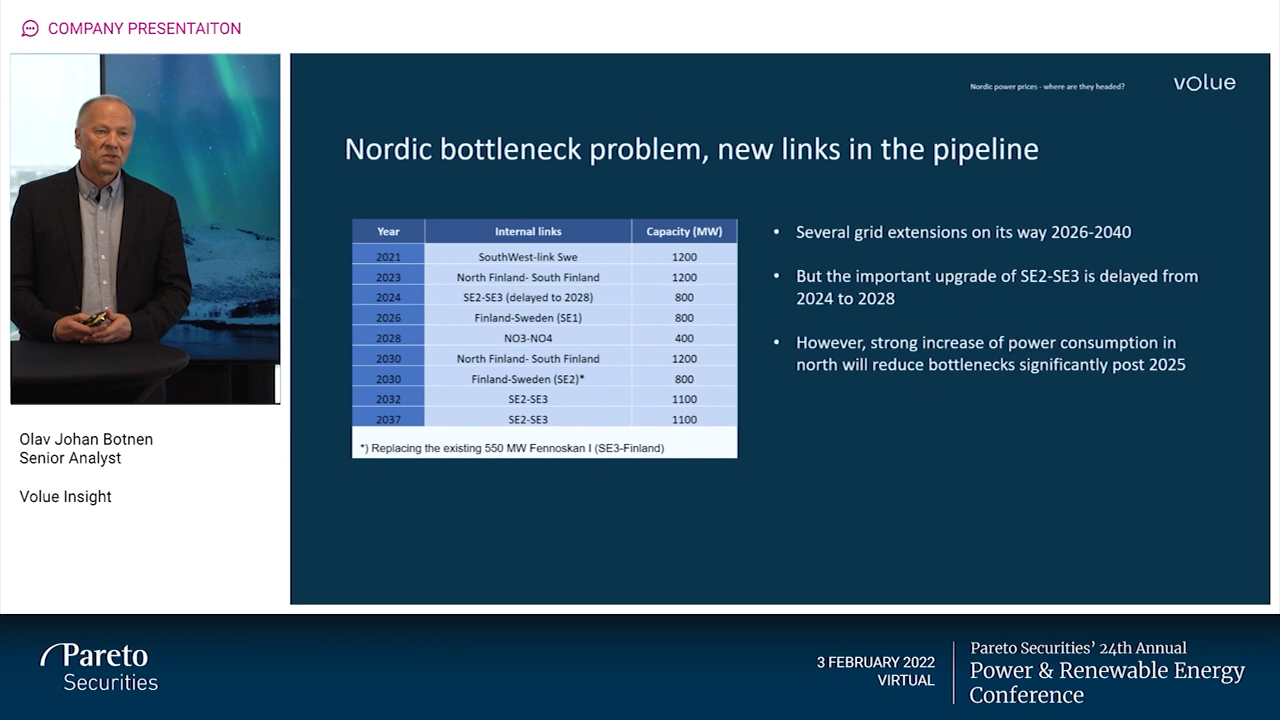 COMPANY PRESENTAITON
Nordic power prices - where are they headed?
volue
Nordic bottleneck problem, new links in the pipeline
Year Internal links Capacity (MW)
2021 SouthWest-link Swe 1200
2023 North Finland- South Finland 1200
2024 SE2-SE3 (delayed to 2028) 800
2026 Finland-Sweden (SE1) 800
2028 NO3-NO4 400
2030 North Finland- South Finland 1200
2030 Finland-Sweden (SE2)* 800
2032 SE2-SE3 1100
2037 SE2-SE3 1100
*) Replacing the existing 550 MW Fennoskan I (SE3-Finland)
• Several grid extensions on its way 2026-2040
• But the important upgrade of SE2-SE3 is delayed from
2024 to 2028
• However, strong increase of power consumption in
north will reduce bottlenecks significantly post 2025
Olav Johan Botnen
Senior Analyst
Volue Insight
Pareto
Securities
3 FEBRUARY 2022
VIRTUAL
Pareto Securities' 24th Annual
Power & Renewable Energy
Conference